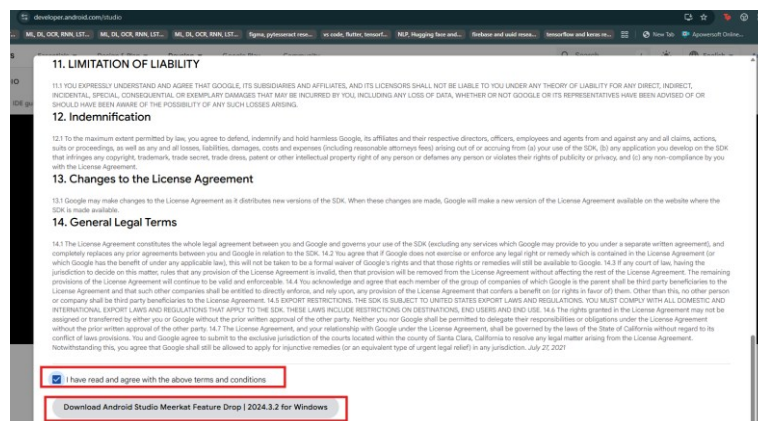 developer.android.com/studio
ML, DL, OCR, RNN, LST... ML, DL, OCR, RNN, LST... ML, DL, OCR, RNN, LST... figma, pytesseract rese... vs code, flutter, tensorf... NLP, Hugging face and... firebase and uuid resea... tensorflow and keras re... New Tab Apowersoft Online...
11. LIMITATION OF LIABILITY
11.1 YOU EXPRESSLY UNDERSTAND AND AGREE THAT GOOGLE, ITS SUBSIDIARIES AND AFFILIATES, AND ITS LICENSORS SHALL NOT BE LIABLE TO YOU UNDER ANY THEORY OF LIABILITY FOR ANY DIRECT, INDIRECT,
INCIDENTAL, SPECIAL, CONSEQUENTIAL OR EXEMPLARY DAMAGES THAT MAY BE INCURRED BY YOU, INCLUDING ANY LOSS OF DATA, WHETHER OR NOT GOOGLE OR ITS REPRESENTATIVES HAVE BEEN ADVISED OF OR
SHOULD HAVE BEEN AWARE OF THE POSSIBILITY OF ANY SUCH LOSSES ARISING.
12. Indemnification
12.1 To the maximum extent permitted by law, you agree to defend, indemnify and hold harmless Google, its affiliates and their respective directors, officers, employees and agents from and against any and all claims, actions,
suits or proceedings, as well as any and all losses, liabilities, damages, costs and expenses (including reasonable attorneys fees) arising out of or accruing from (a) your use of the SDK, (b) any application you develop on the SDK
that infringes any copyright, trademark, trade secret, trade dress, patent or other intellectual property right of any person or defames any person or violates their rights of publicity or privacy, and (c) any non-compliance by you
with the License Agreement.
13. Changes to the License Agreement
13.1 Google may make changes to the License Agreement as it distributes new versions of the SDK. When these changes are made, Google will make a new version of the License Agreement available on the website where the
SDK is made available.
14. General Legal Terms
14.1 The License Agreement constitutes the whole legal agreement between you and Google and governs your use of the SDK (excluding any services which Google may provide to you under a separate written agreement), and
completely replaces any prior agreements between you and Google in relation to the SDK. 14.2 You agree that if Google does not exercise or enforce any legal right or remedy which is contained in the License Agreement (or
which Google has the benefit of under any applicable law), this will not be taken to be a formal waiver of Google's rights and that those rights or remedies will still be available to Google. 14.3 If any court of law, having the
jurisdiction to decide on this matter, rules that any provision of the License Agreement is invalid, then that provision will be removed from the License Agreement without affecting the rest of the License Agreement. The remaining
provisions of the License Agreement will continue to be valid and enforceable. 14.4 You acknowledge and agree that each member of the group of companies of which Google is the parent shall be third party beneficiaries to the
License Agreement and that such other companies shall be entitled to directly enforce, and rely upon, any provision of the License Agreement that confers a benefit on (or rights in favor of) them. Other than this, no other person
or company shall be third party beneficiaries to the License Agreement. 14.5 EXPORT RESTRICTIONS. THE SDK IS SUBJECT TO UNITED STATES EXPORT LAWS AND REGULATIONS. YOU MUST COMPLY WITH ALL DOMESTIC AND
INTERNATIONAL EXPORT LAWS AND REGULATIONS THAT APPLY TO THE SDK. THESE LAWS INCLUDE RESTRICTIONS ON DESTINATIONS, END USERS AND END USE. 14.6 The rights granted in the License Agreement may not be
assigned or transferred by either you or Google without the prior written approval of the other party. Neither you nor Google shall be permitted to delegate their responsibilities or obligations under the License Agreement
without the prior written approval of the other party. 14.7 The License Agreement, and your relationship with Google under the License Agreement, shall be governed by the laws of the State of California without regard to its
conflict of laws provisions. You and Google agree to submit to the exclusive jurisdiction of the courts located within the county of Santa Clara, California to resolve any legal matter arising from the License Agreement.
Notwithstanding this, you agree that Google shall still be allowed to apply for injunctive remedies (or an equivalent type of urgent legal relief) in any jurisdiction. July 27, 2021
I have read and agree with the above terms and conditions
Download Android Studio Meerkat Feature Drop | 2024.3.2 for Windows